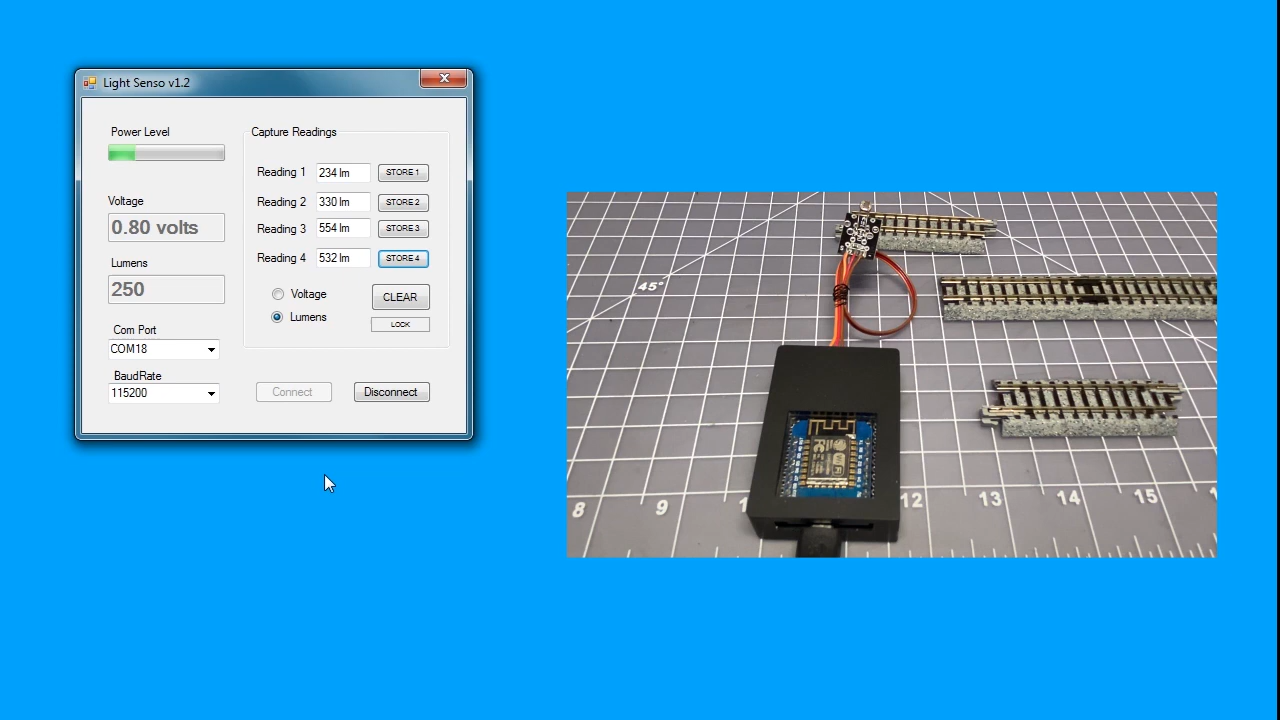 Light Senso v1.2
Power Level
Voltage
0.80 volts
Lumens
250
Com Port
COM18
BaudRate
115200
Capture Readings
Reading 1 234 lm STORE 1
Reading 2 330 lm STORE 2
Reading 3 554 lm STORE 3
Reading 4 532 lm STORE 4
Voltage
Lumens
CLEAR
LOCK
Connect
Disconnect
45°
WiFi
8 9 1 12 13 14 15